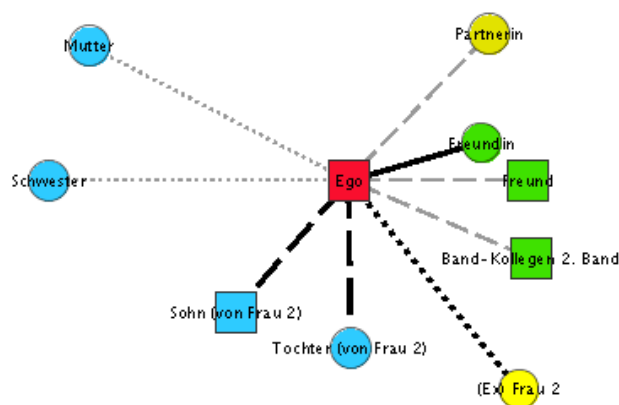 Mutter
Partnerin
Freundin
Schwester
Ego
Freund
Band-Kollegen 2. Band
Sohn (von Frau 2)
Tochter (von Frau 2)
(Ex) Frau 2